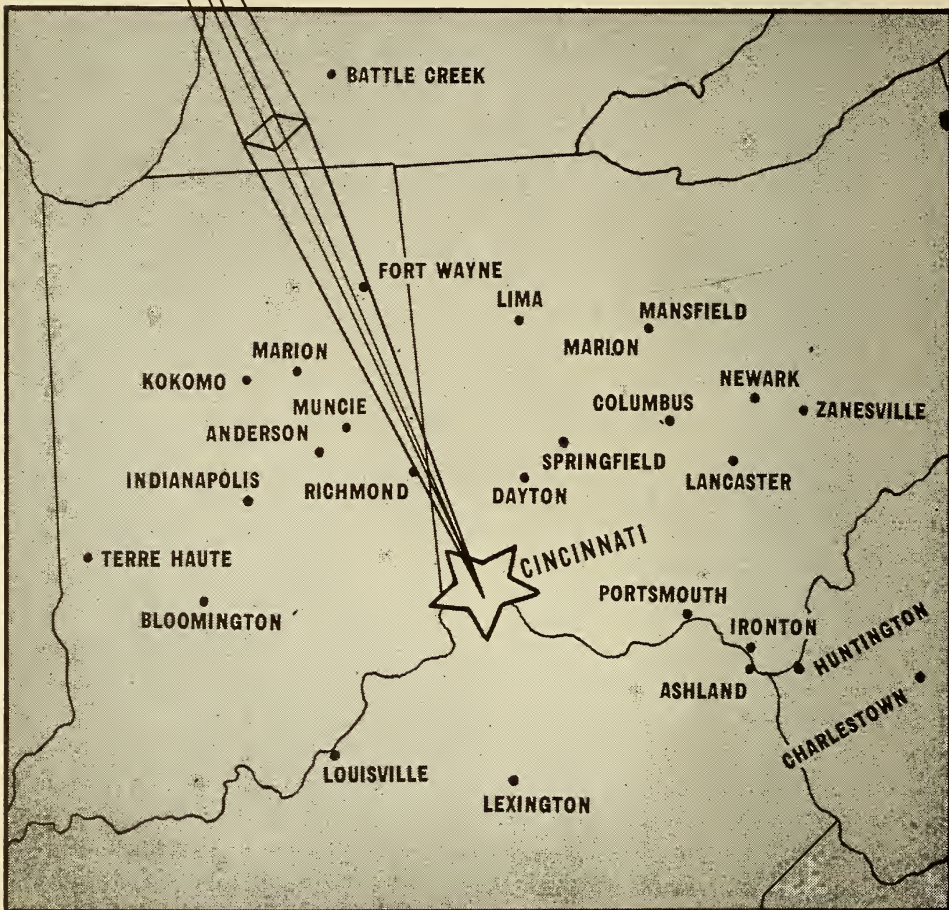 BATTLE CREEK
FORT WAYNE
LIMA
MANSFIELD
MARION
MARION
KOKOMO
NEWARK
MUNCIE
COLUMBUS
ZANESVILLE
ANDERSON
SPRINGFIELD
INDIANAPOLIS
RICHMOND
DAYTON
LANCASTER
CINCINNATI
TERRE HAUTE
PORTSMOUTH
BLOOMINGTON
IRONTON
HUNTINGTON
ASHLAND
CHARLESTOWN
LOUISVILLE
LEXINGTON